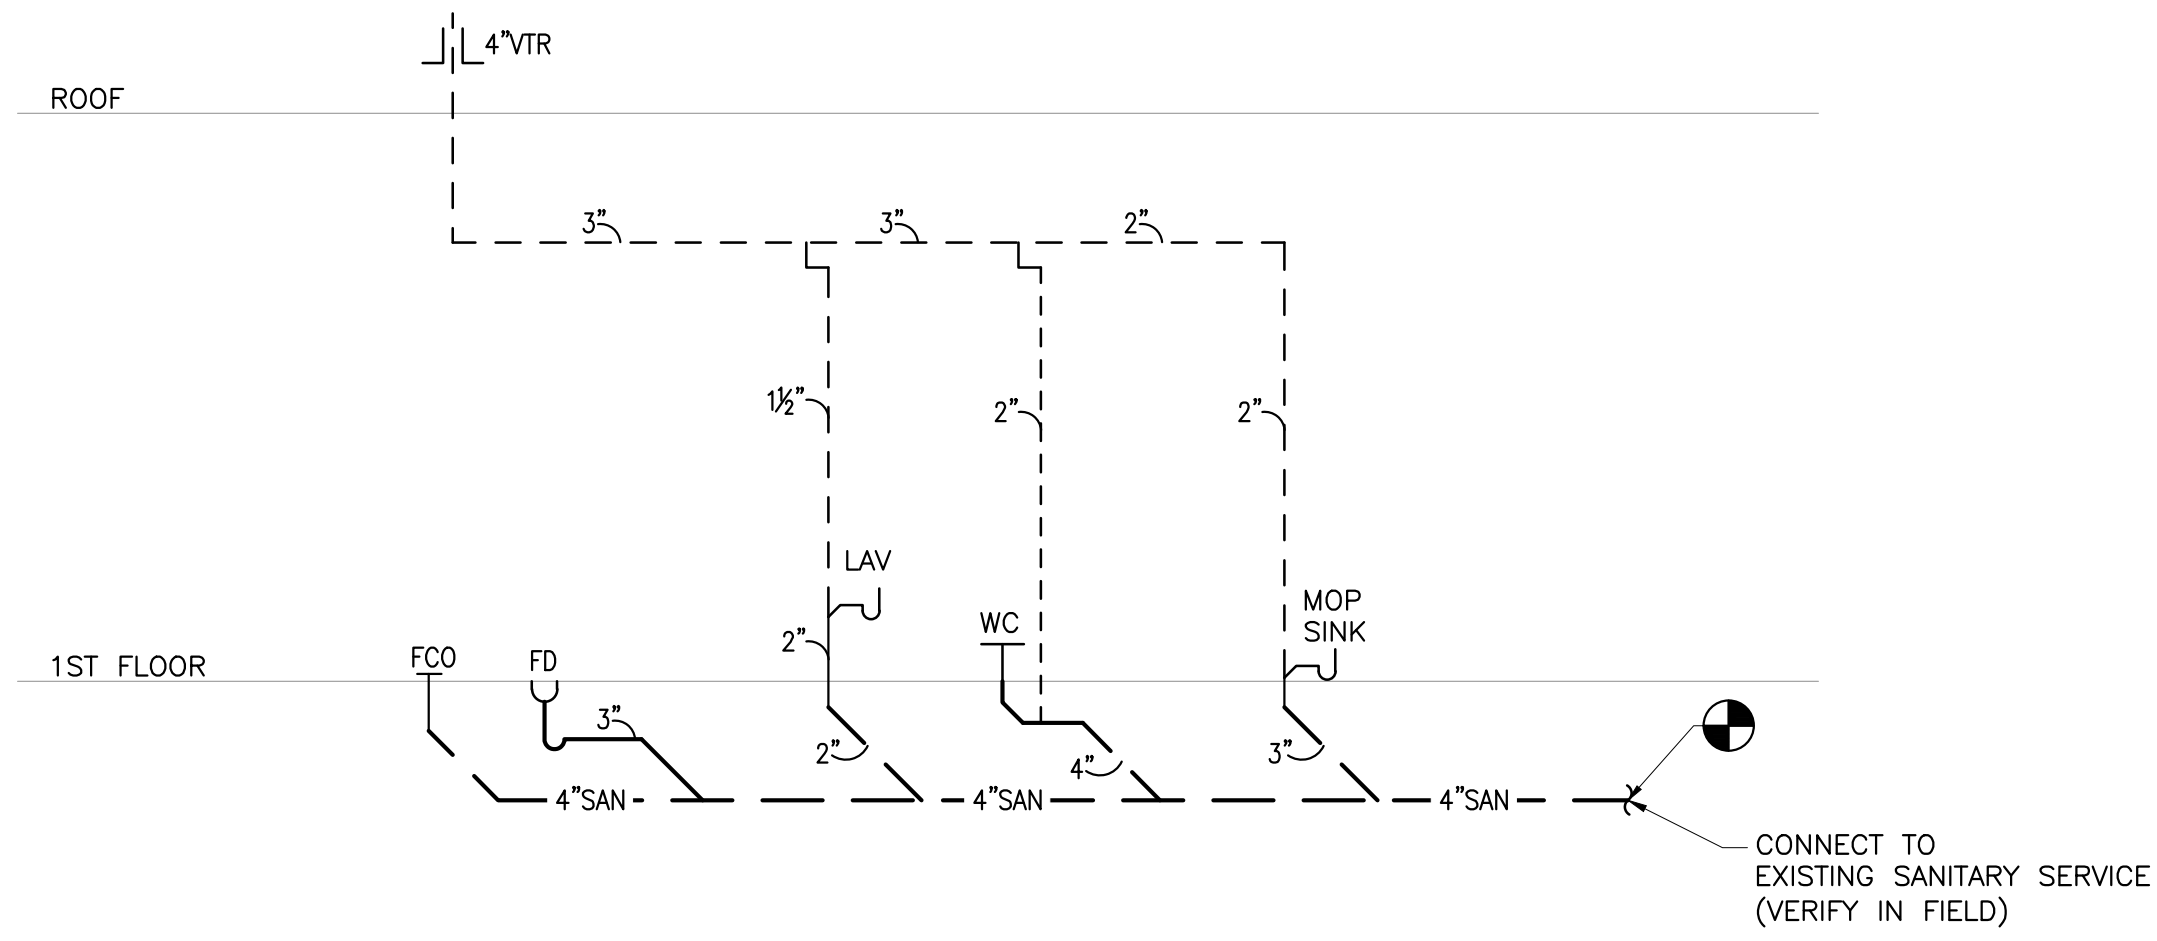 4”VTR
ROOF
3”
3”
2”
1½”
2”
2”
LAV
MOP
SINK
WC
2”
1ST FLOOR
FCO
FD
3”
2”
4”
3”
4”SAN
4”SAN
4”SAN
CONNECT TO
EXISTING SANITARY SERVICE
(VERIFY IN FIELD)